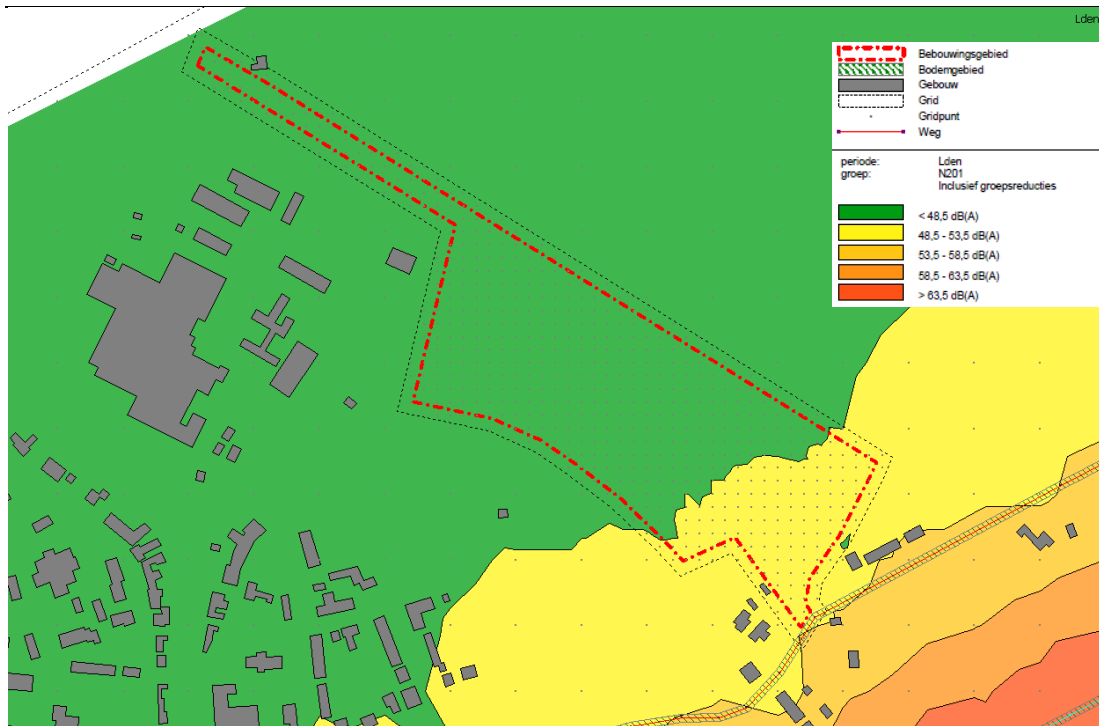 Lden
Bebouwingsgebied
Bodemgebied
Gebouw
Grid
Gridpunt
Weg
periode: Lden
groep: N201
Inclusief groepsreducties
< 48,5 dB(A)
48,5 - 53,5 dB(A)
53,5 - 58,5 dB(A)
58,5 - 63,5 dB(A)
> 63,5 dB(A)